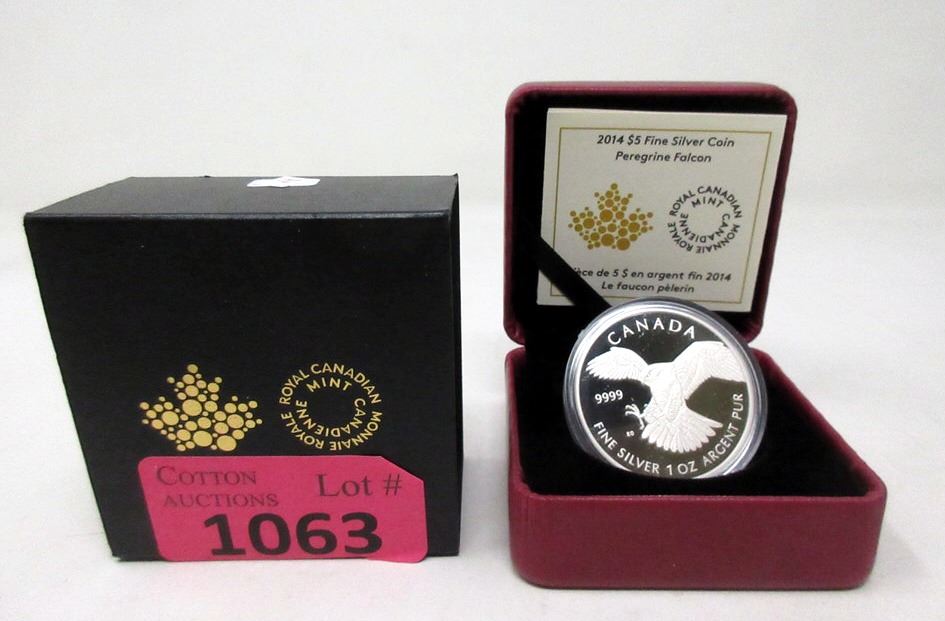 ROYAL CANADIAN MINT
MONNAIE ROYALE CANADIENNE
COTTON
AUCTIONS
Lot #
1063
2014 $5 Fine Silver Coin
Peregrine Falcon
ROYAL CANADIAN MINT
MONNAIE ROYALE CANADIENNE
ièce de 5 $ en argent fin 2014
Le faucon pèlerin
CANADA
9999
FINE SILVER 1 OZ ARGENT PUR